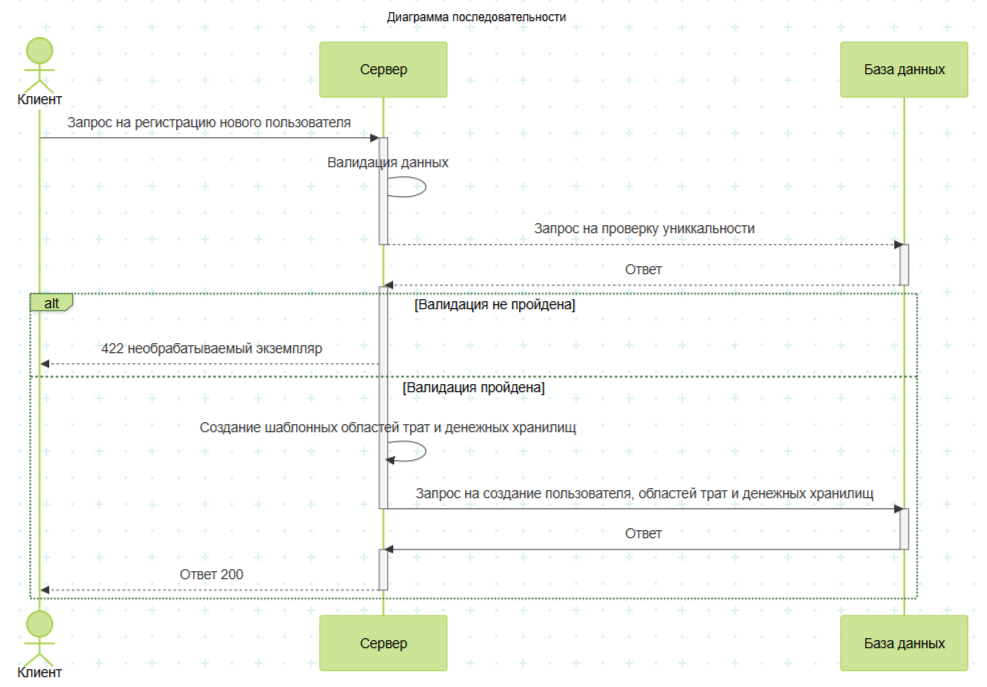 Диаграмма последовательности
Клиент
Сервер
База данных
Запрос на регистрацию нового пользователя
Валидация данных
Запрос на проверку униккальности
Ответ
alt
[Валидация не пройдена]
422 необрабатываемый экземпляр
[Валидация пройдена]
Создание шаблонных областей трат и денежных хранилищ
Запрос на создание пользователя, областей трат и денежных хранилищ
Ответ
Ответ 200
Клиент
Сервер
База данных